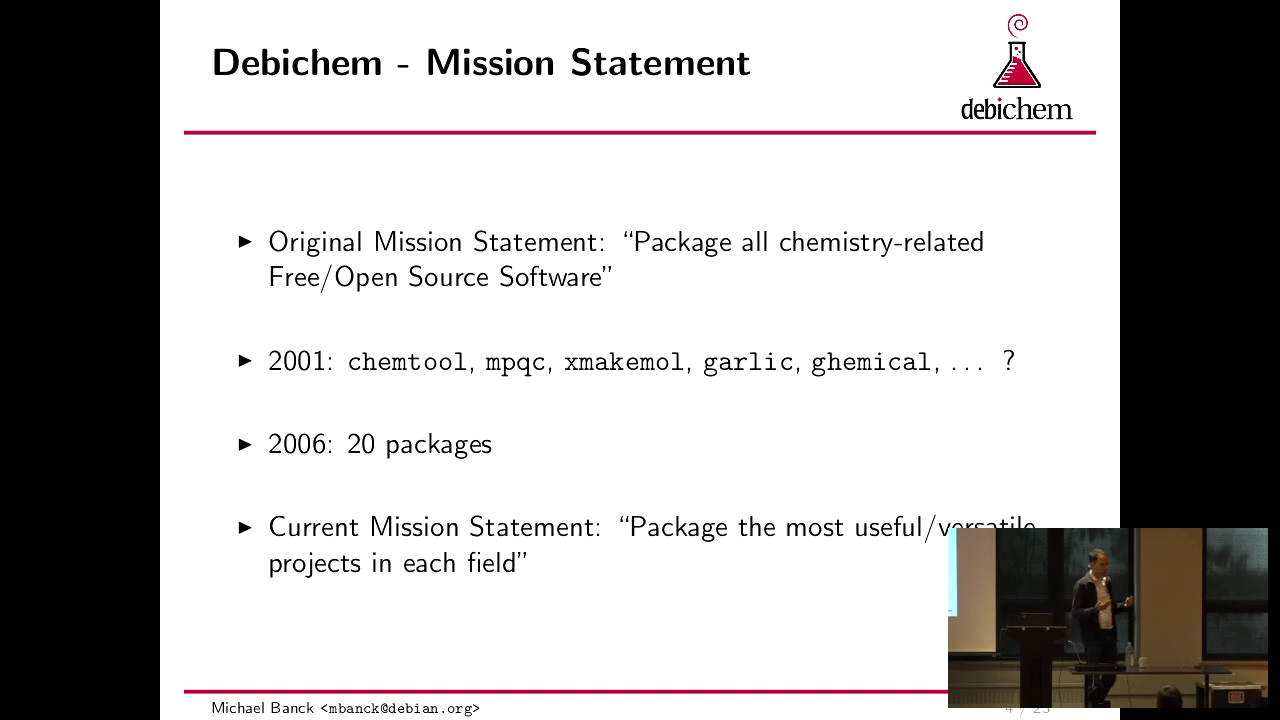 Debichem - Mission Statement
debichem
▶ Original Mission Statement: “Package all chemistry-related
Free/Open Source Software”
▶ 2001: chemtool, mpqc, xmakemol, garlic, ghemical, ... ?
▶ 2006: 20 packages
▶ Current Mission Statement: “Package the most useful/versatile
projects in each field”
Michael Banck <mbanck@debian.org>
4 / 25